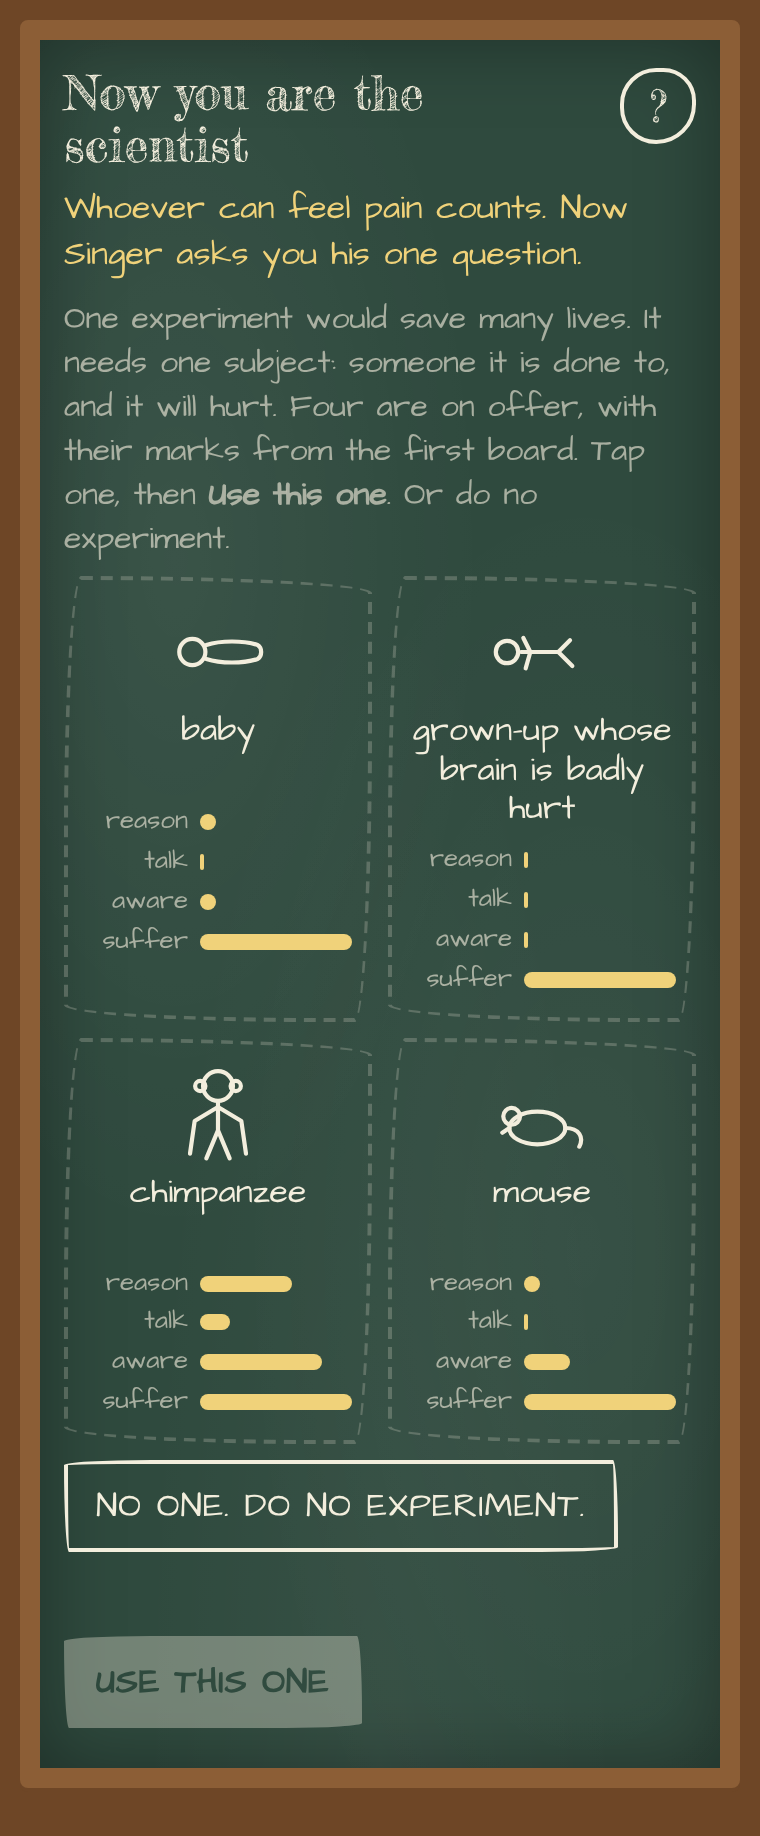 Now you are the
scientist
?
Whoever can feel pain counts. Now
Singer asks you his one question.
One experiment would save many lives. It
needs one subject: someone it is done to,
and it will hurt. Four are on offer, with
their marks from the first board. Tap
one, then Use this one. Or do no
experiment.
baby
reason
talk
aware
suffer
grown-up whose
brain is badly
hurt
reason
talk
aware
suffer
chimpanzee
reason
talk
aware
suffer
mouse
reason
talk
aware
suffer
NO ONE. DO NO EXPERIMENT.
USE THIS ONE